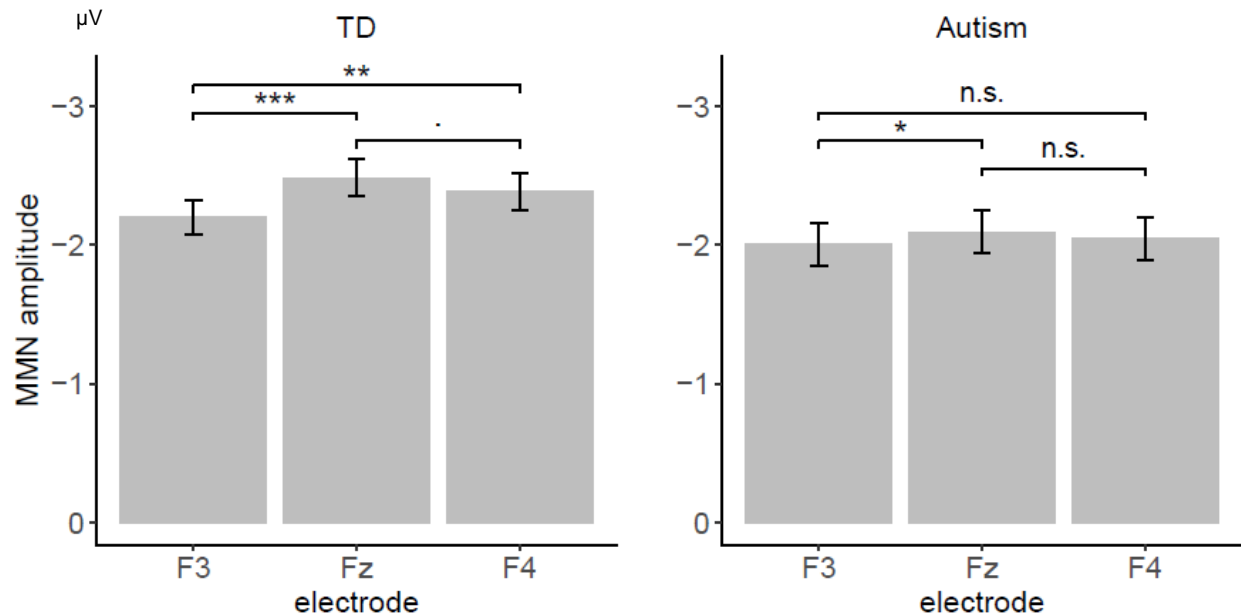 µV
TD
**
***
.
−3
−2
−1
0
MMN amplitude
F3 Fz F4
electrode
Autism
n.s.
*
n.s.
−3
−2
−1
0
F3 Fz F4
electrode